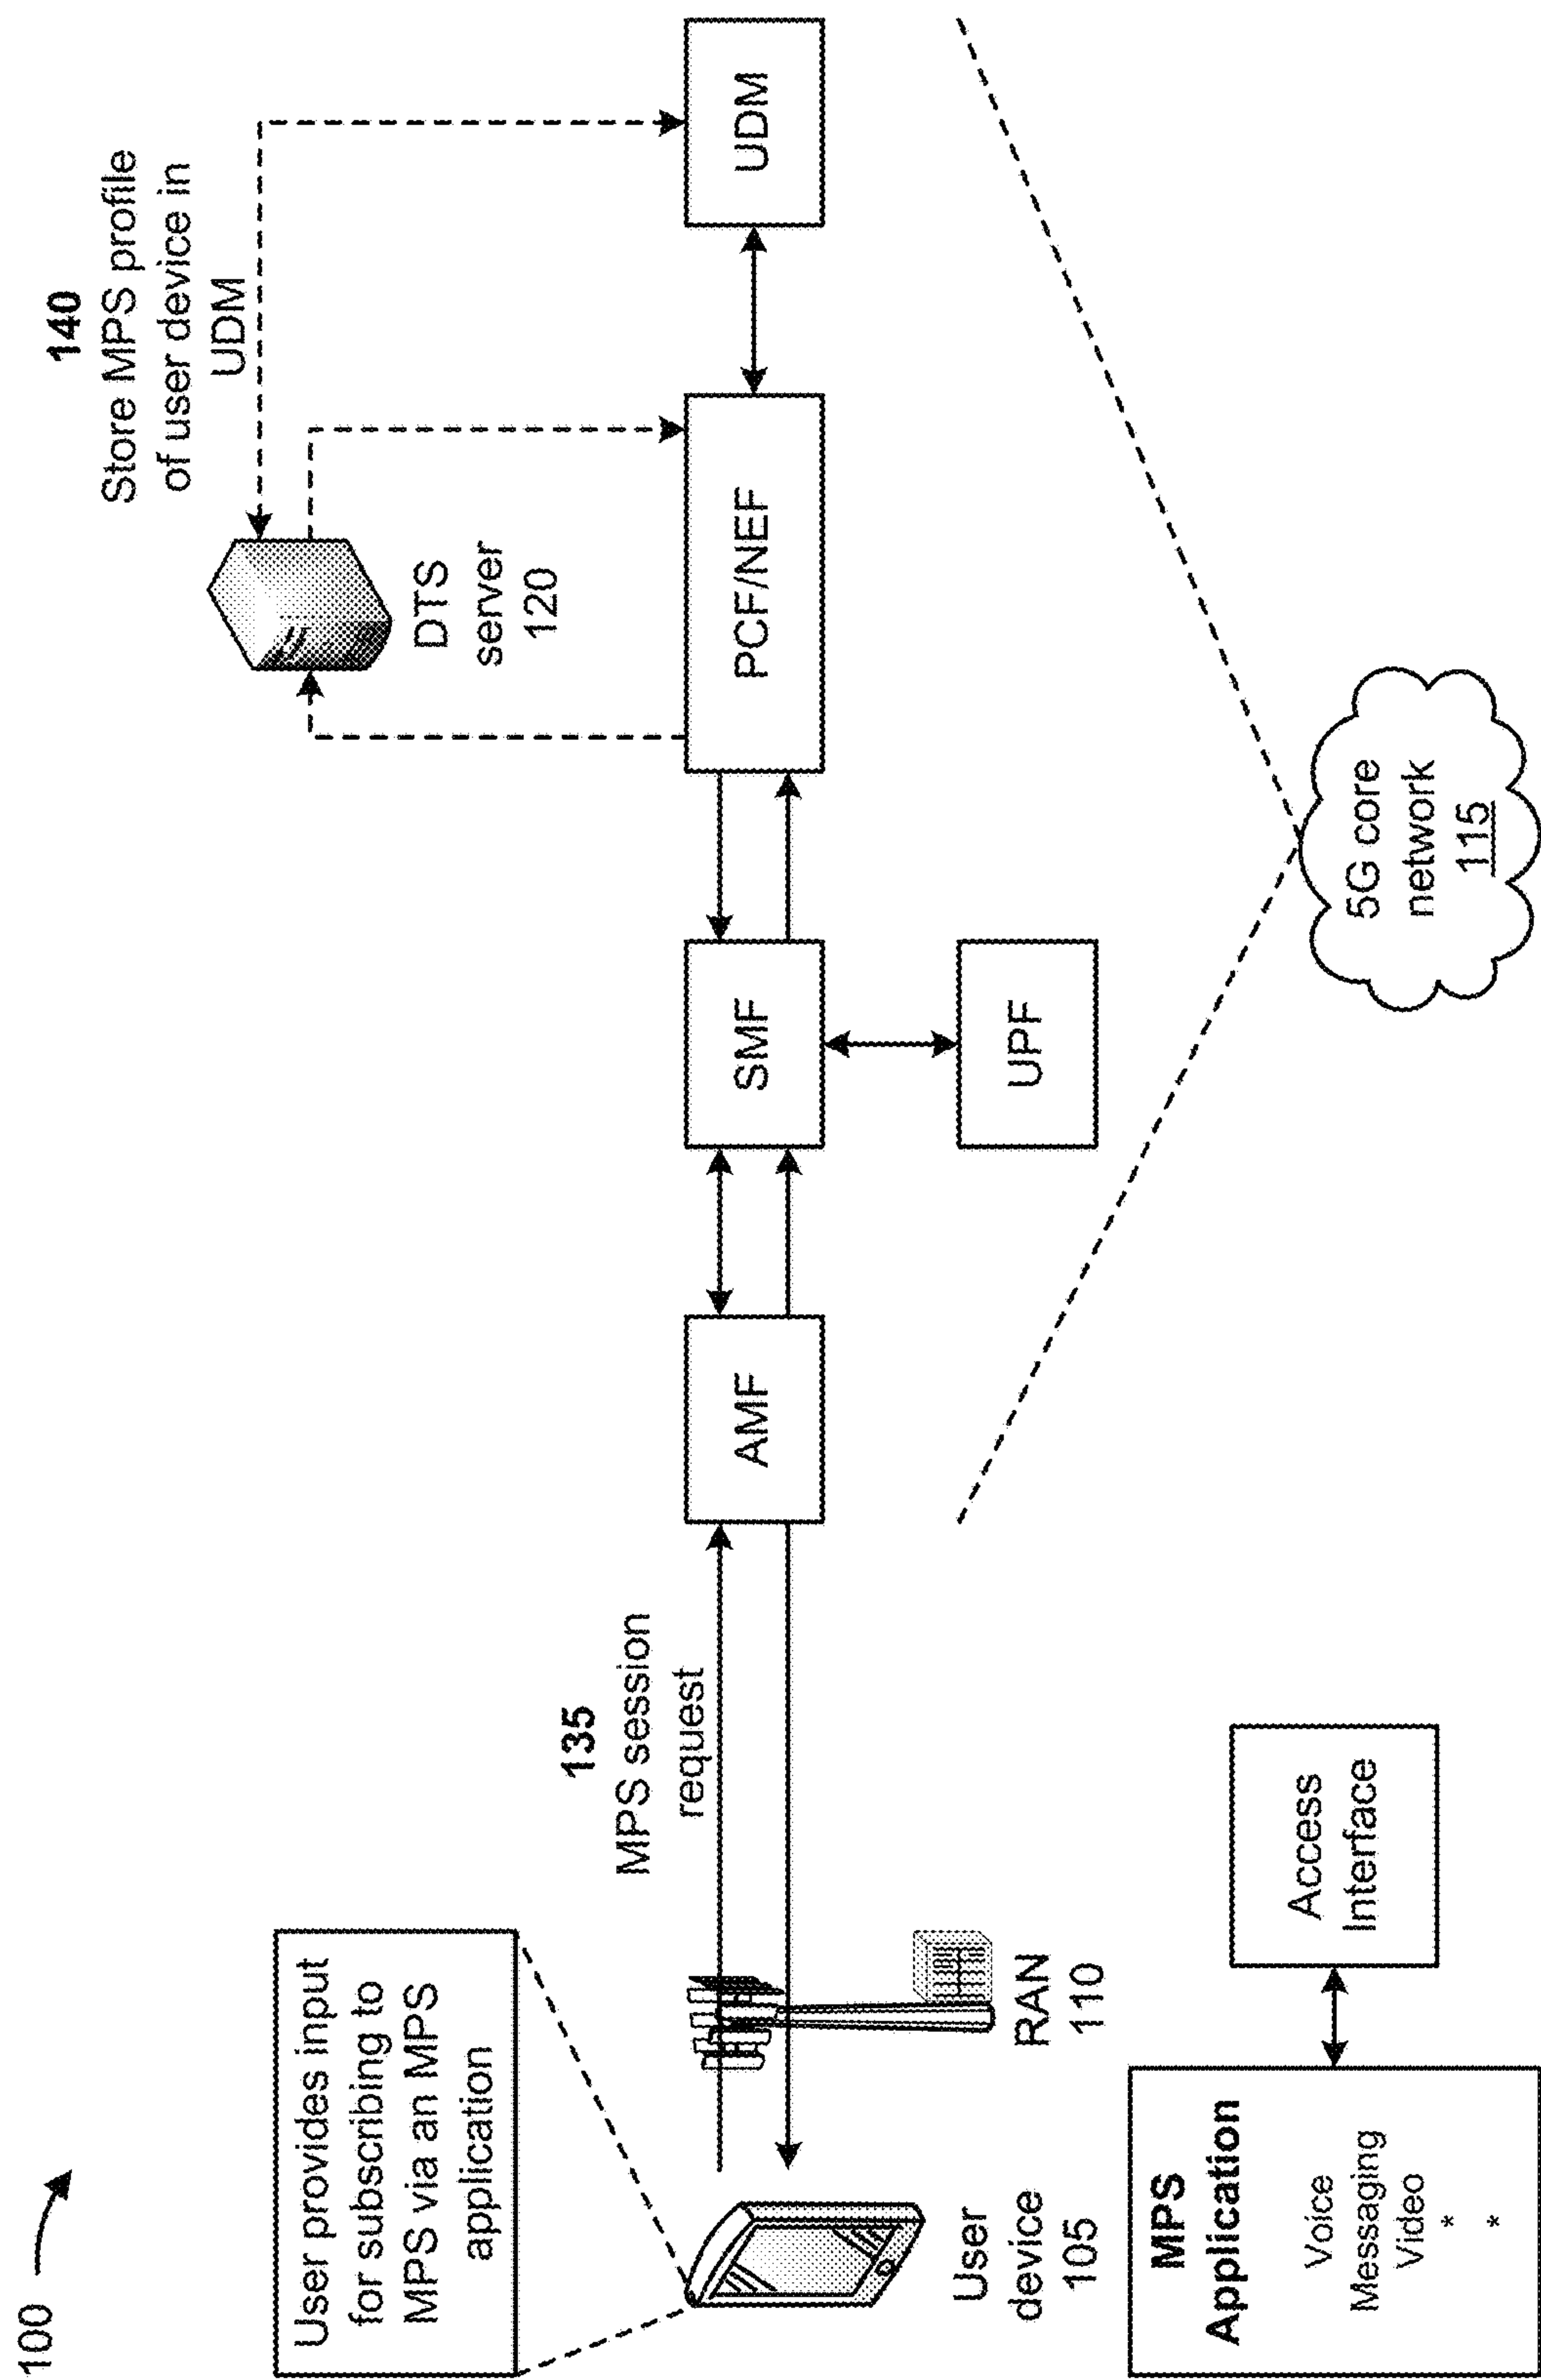 100
User provides input
for subscribing to
MPS via an MPS
application
135
MPS session
request
140
Store MPS profile
of user device in
UDM
DTS
server
120
AMF
SMF
PCF/NEF
UDM
UPF
User
device
105
RAN
110
MPS
Application
Voice
Messaging
Video
*
*
Access
Interface
5G core
network
115